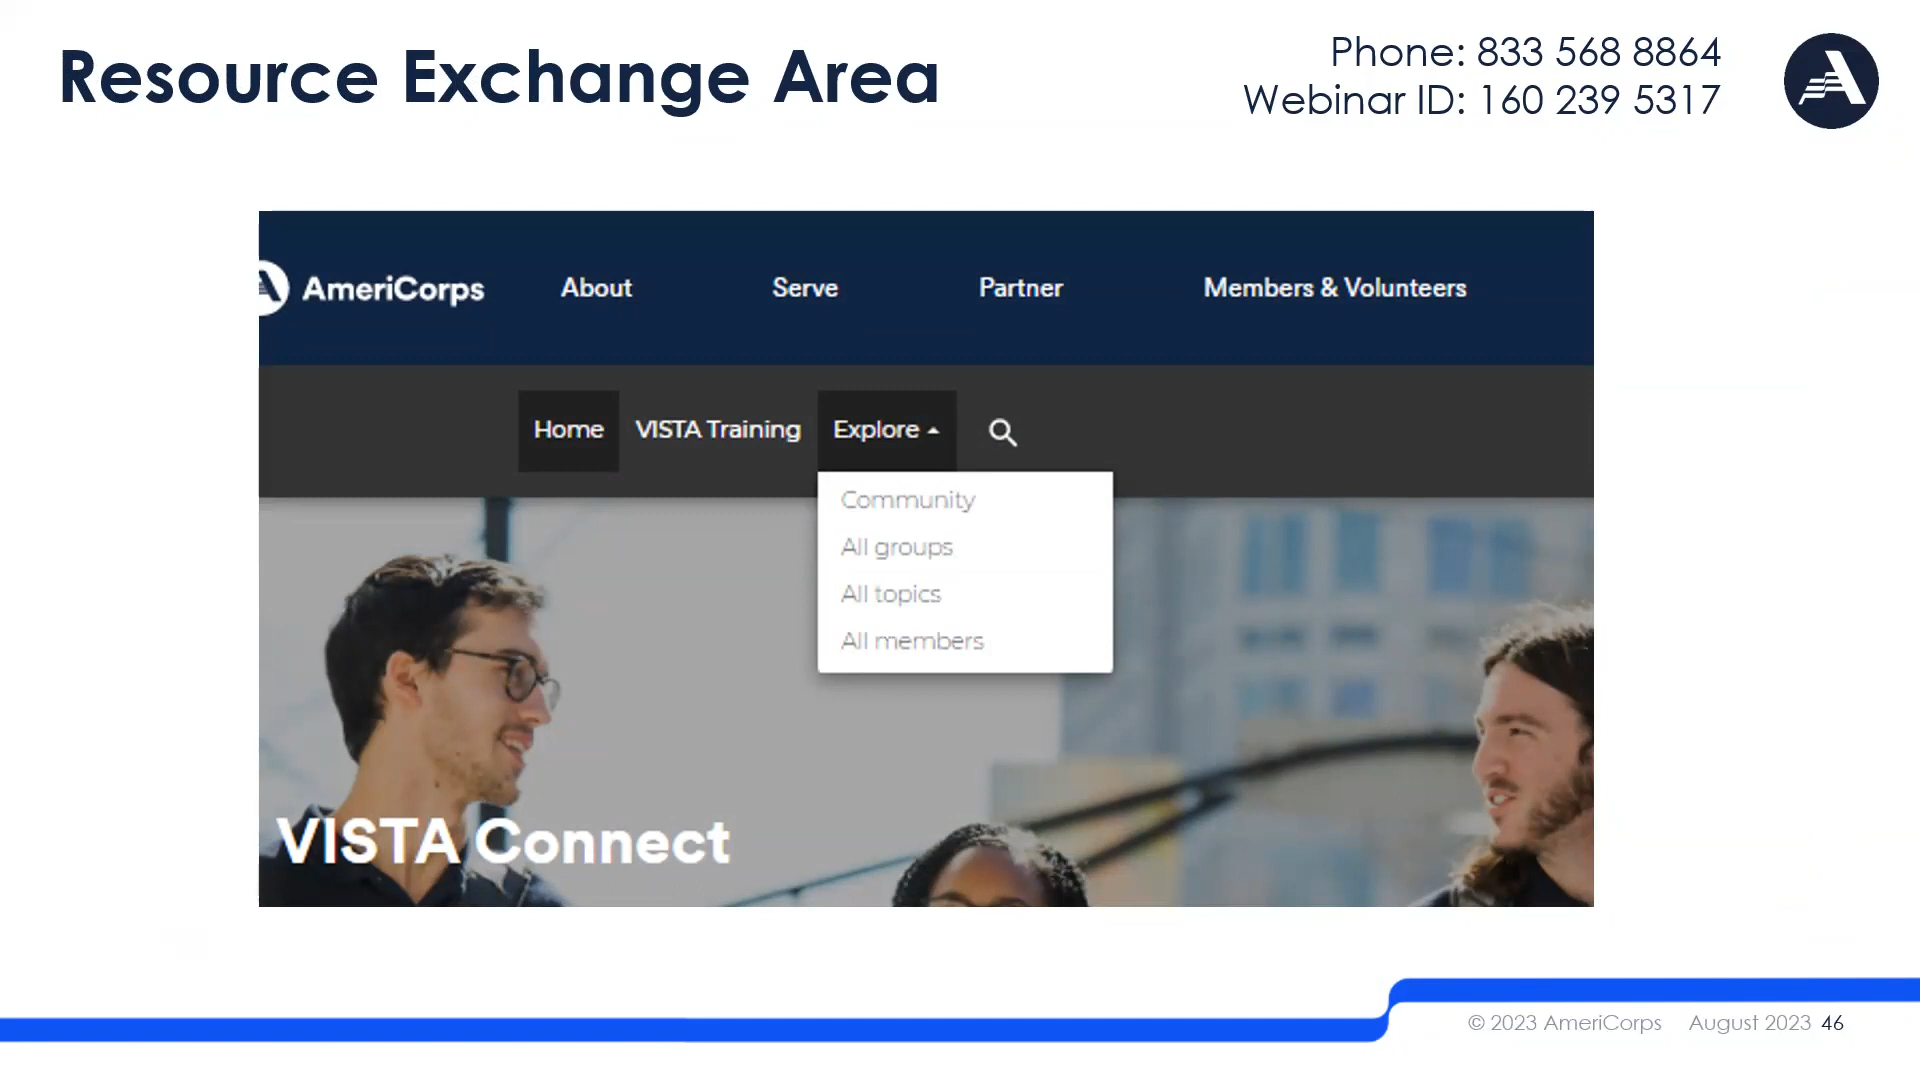 Resource Exchange Area
Phone: 833 568 8864
Webinar ID: 160 239 5317
AmeriCorps About Serve Partner Members & Volunteers
Home VISTA Training Explore
Community
All groups
All topics
All members
VISTA Connect
© 2023 AmeriCorps August 2023 46